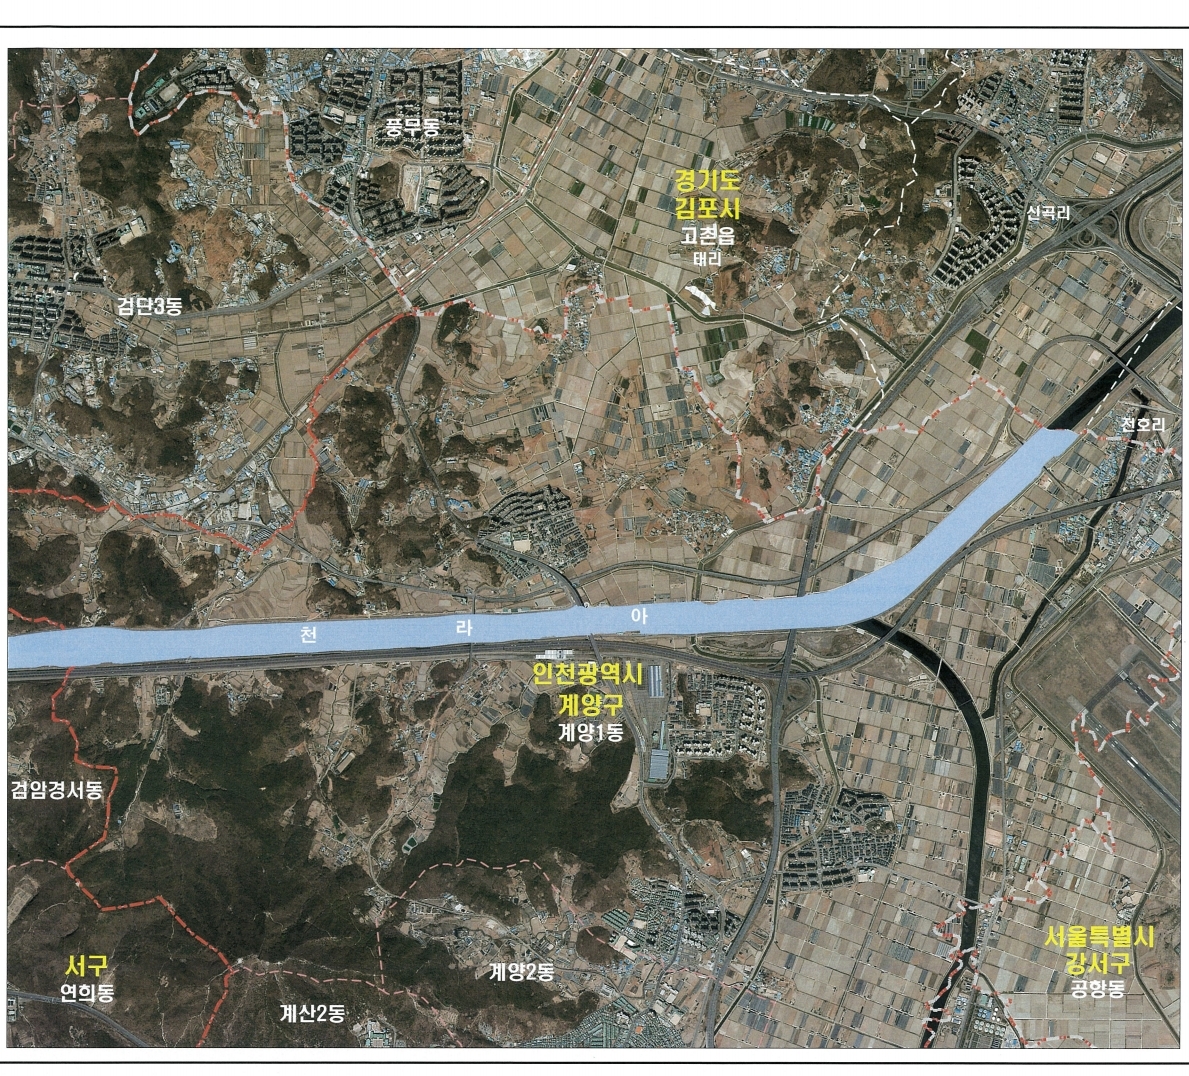 풍무동
경기도
김포시
고촌읍
태리
신곡리
검단3동
전호리
천 라 아
인천광역시
계양구
계양1동
검암경서동
서울특별시
강서구
공항동
서구
연희동
계양2동
계산2동